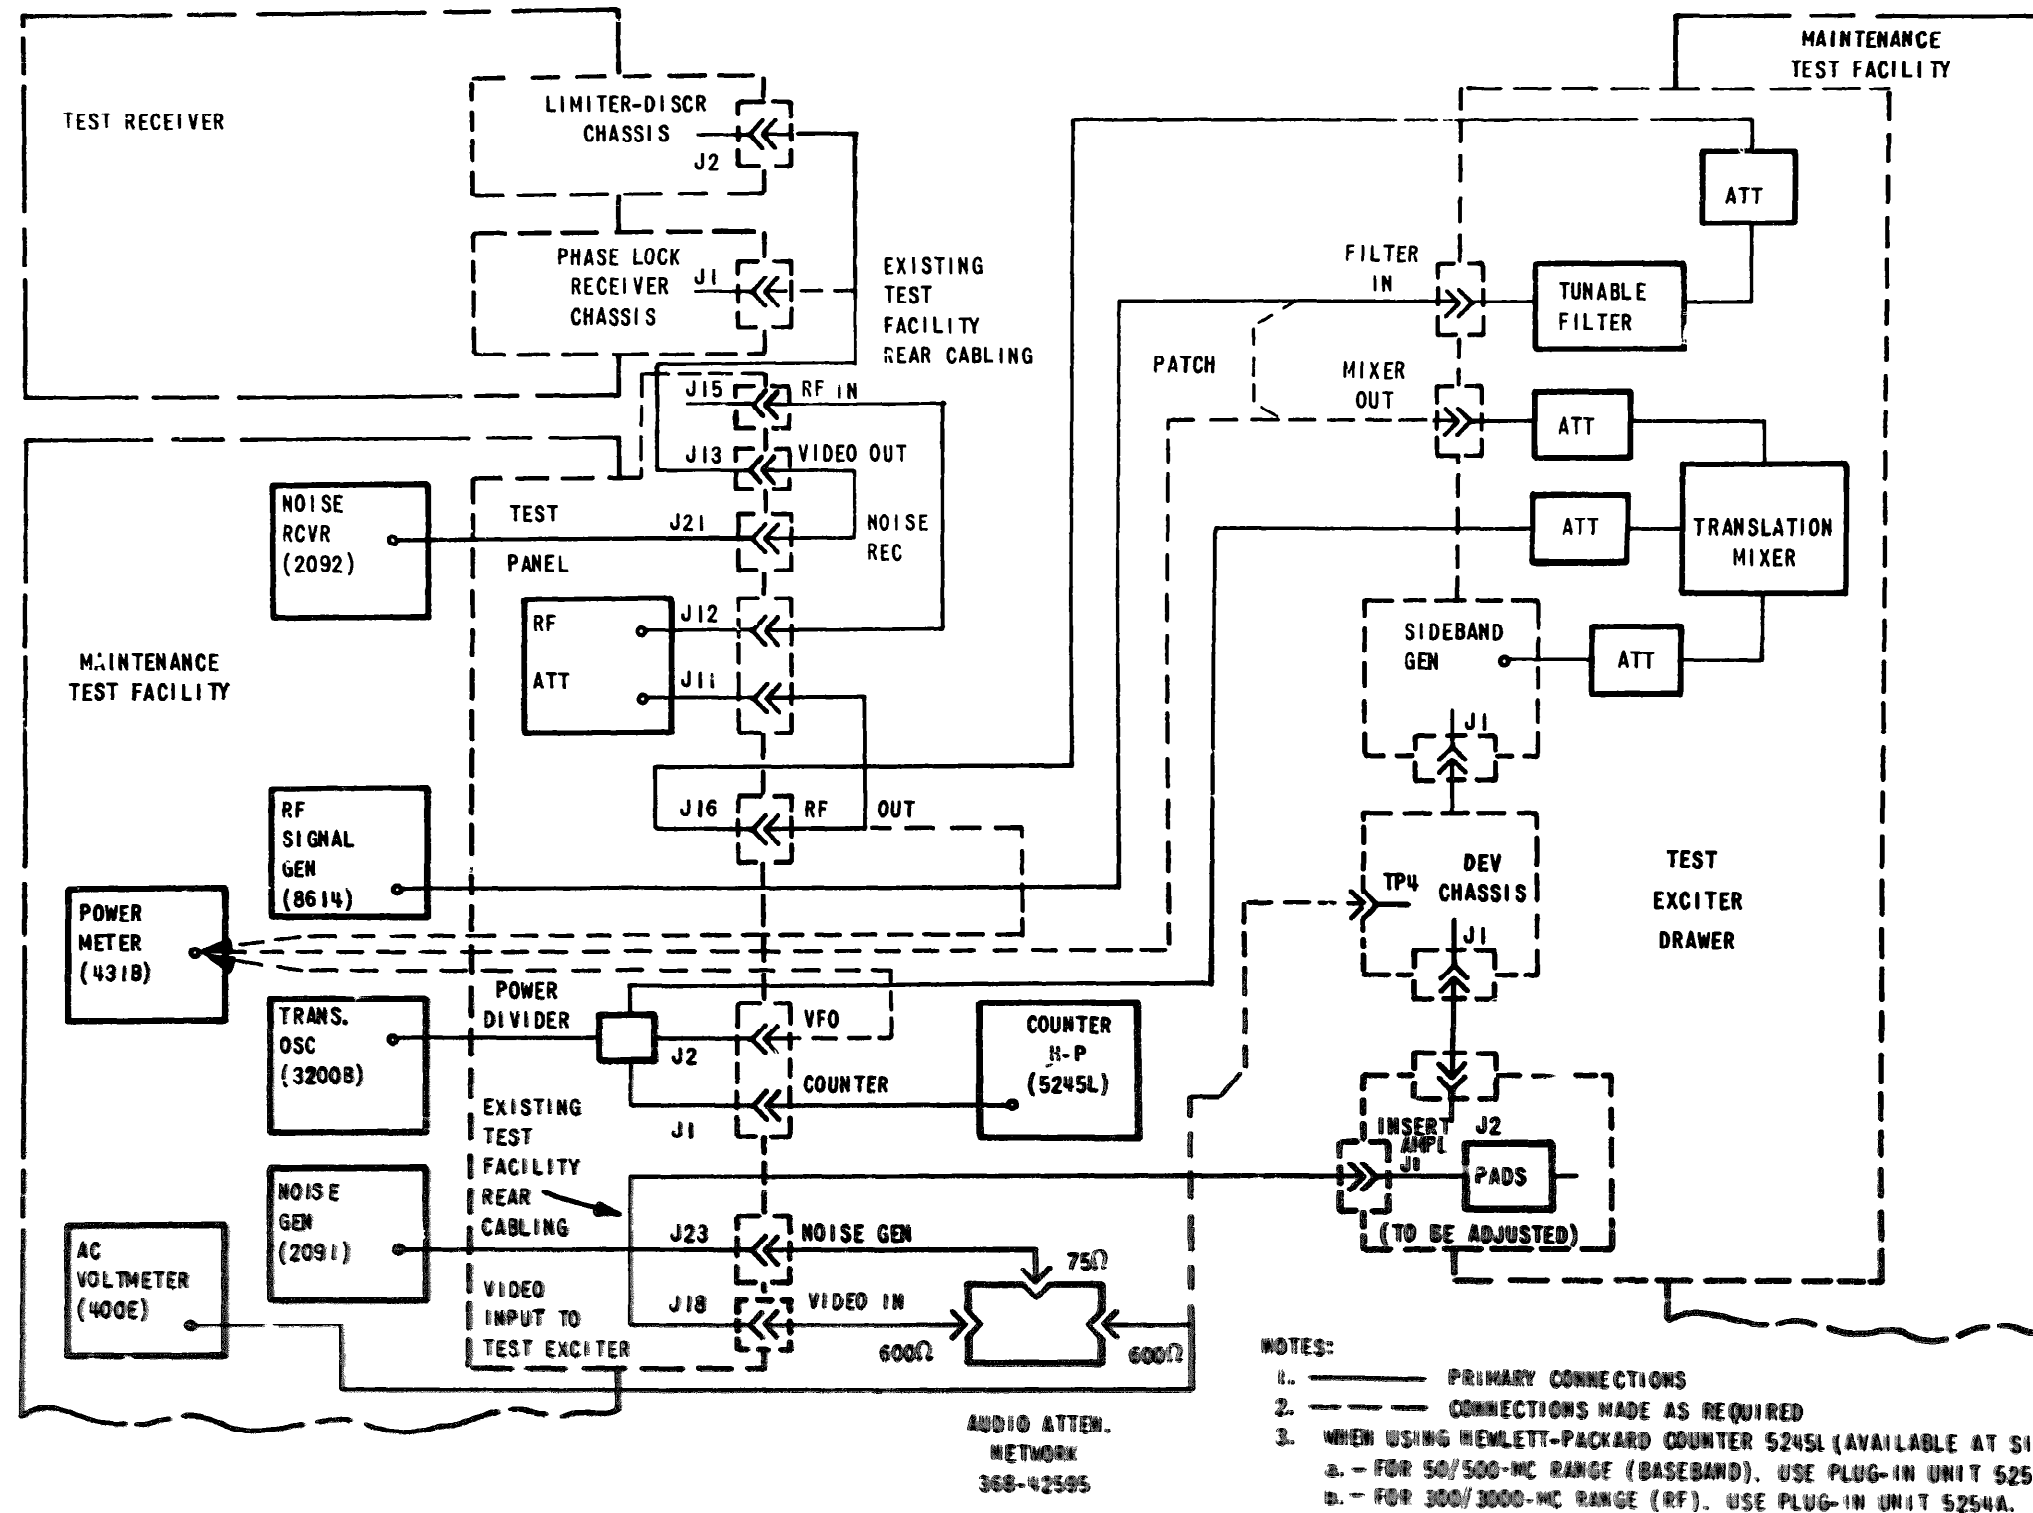 MAINTENANCE
TEST FACILITY
TEST RECEIVER
LIMITER-DISCR
CHASSIS
J2
ATT
PHASE LOCK
RECEIVER
CHASSIS
J1
EXISTING
TEST
FACILITY
REAR CABLING
FILTER
IN
TUNABLE
FILTER
PATCH
MIXER
OUT
ATT
J15
RF IN
J13
VIDEO OUT
NOISE
RCVR
(2092)
TEST
PANEL
J21
NOISE
REC
ATT
TRANSLATION
MIXER
RF
ATT
J12
J11
SIDEBAND
GEN
ATT
J1
MAINTENANCE
TEST FACILITY
J16
RF OUT
RF
SIGNAL
GEN
(8614)
DEV
CHASSIS
TP4
J1
TEST
EXCITER
DRAWER
POWER
METER
(431B)
POWER
DIVIDER
TRANS.
OSC
(3200B)
J2
VFO
COUNTER
H-P
(5245L)
COUNTER
J1
EXISTING
TEST
FACILITY
REAR
CABLING
INSERT
AMPL
J2
J1
PADS
(TO BE ADJUSTED)
NOISE
GEN
(2091)
J23
NOISE GEN
75Ω
AC
VOLTMETER
(400E)
VIDEO
INPUT TO
TEST EXCITER
J18
VIDEO IN
600Ω
600Ω
AUDIO ATTEN.
NETWORK
368-42595
NOTES:
1. PRIMARY CONNECTIONS
2. CONNECTIONS MADE AS REQUIRED
3. WHEN USING HEWLETT-PACKARD COUNTER 5245L (AVAILABLE AT SI
a. - FOR 50/500-MC RANGE (BASEBAND). USE PLUG-IN UNIT 525
b. - FOR 300/3000-MC RANGE (RF). USE PLUG-IN UNIT 5254A.